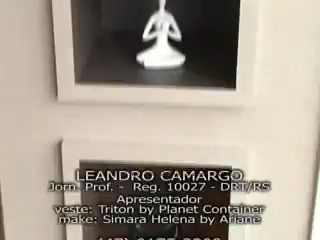 LEANDRO CAMARGO
Jorn. Prof. - Reg. 10027 - DRT/RS
Apresentador
veste: Triton by Planet Container
make: Simara Helena by Ariane